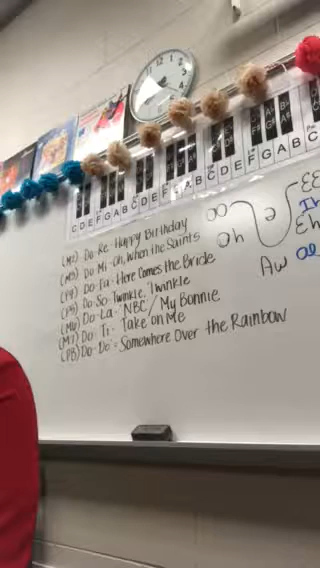 (M2) Do-Re-Happy Birthday
(M3) Do-Mi-Oh, When the Saints
(P4) Do-Fa-Here Comes the Bride
(P5) Do-So-Twinkle, Twinkle
(M6) Do-La-NBC/My Bonnie
(M7) Do-Ti-Take on Me
(P8) Do-Do'=Somewhere Over the Rainbow
C D E F G A B C D E F G A B C D E F G A B C D E F G A B C
oo
oh
e
Eh
Aw